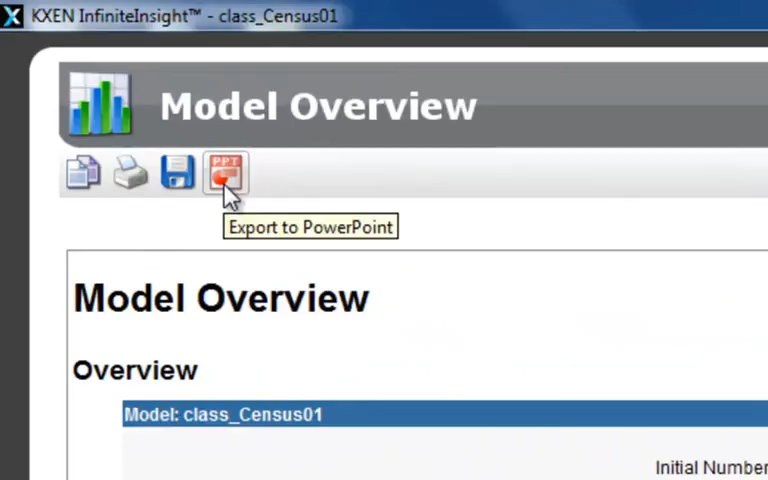 KXEN InfiniteInsight™ - class_Census01
Model Overview
PPT
Export to PowerPoint
Model Overview
Overview
Model: class_Census01
Initial Number